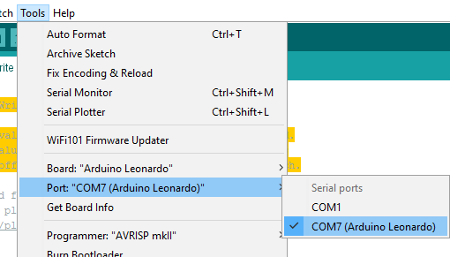 tch Tools Help
Auto Format Ctrl+T
Archive Sketch
Fix Encoding & Reload
Serial Monitor Ctrl+Shift+M
Serial Plotter Ctrl+Shift+L
WiFi101 Firmware Updater
Board: "Arduino Leonardo"
Port: "COM7 (Arduino Leonardo)"
Serial ports
Get Board Info
COM1
COM7 (Arduino Leonardo)
Programmer: "AVRISP mkII"
Burn Bootloader